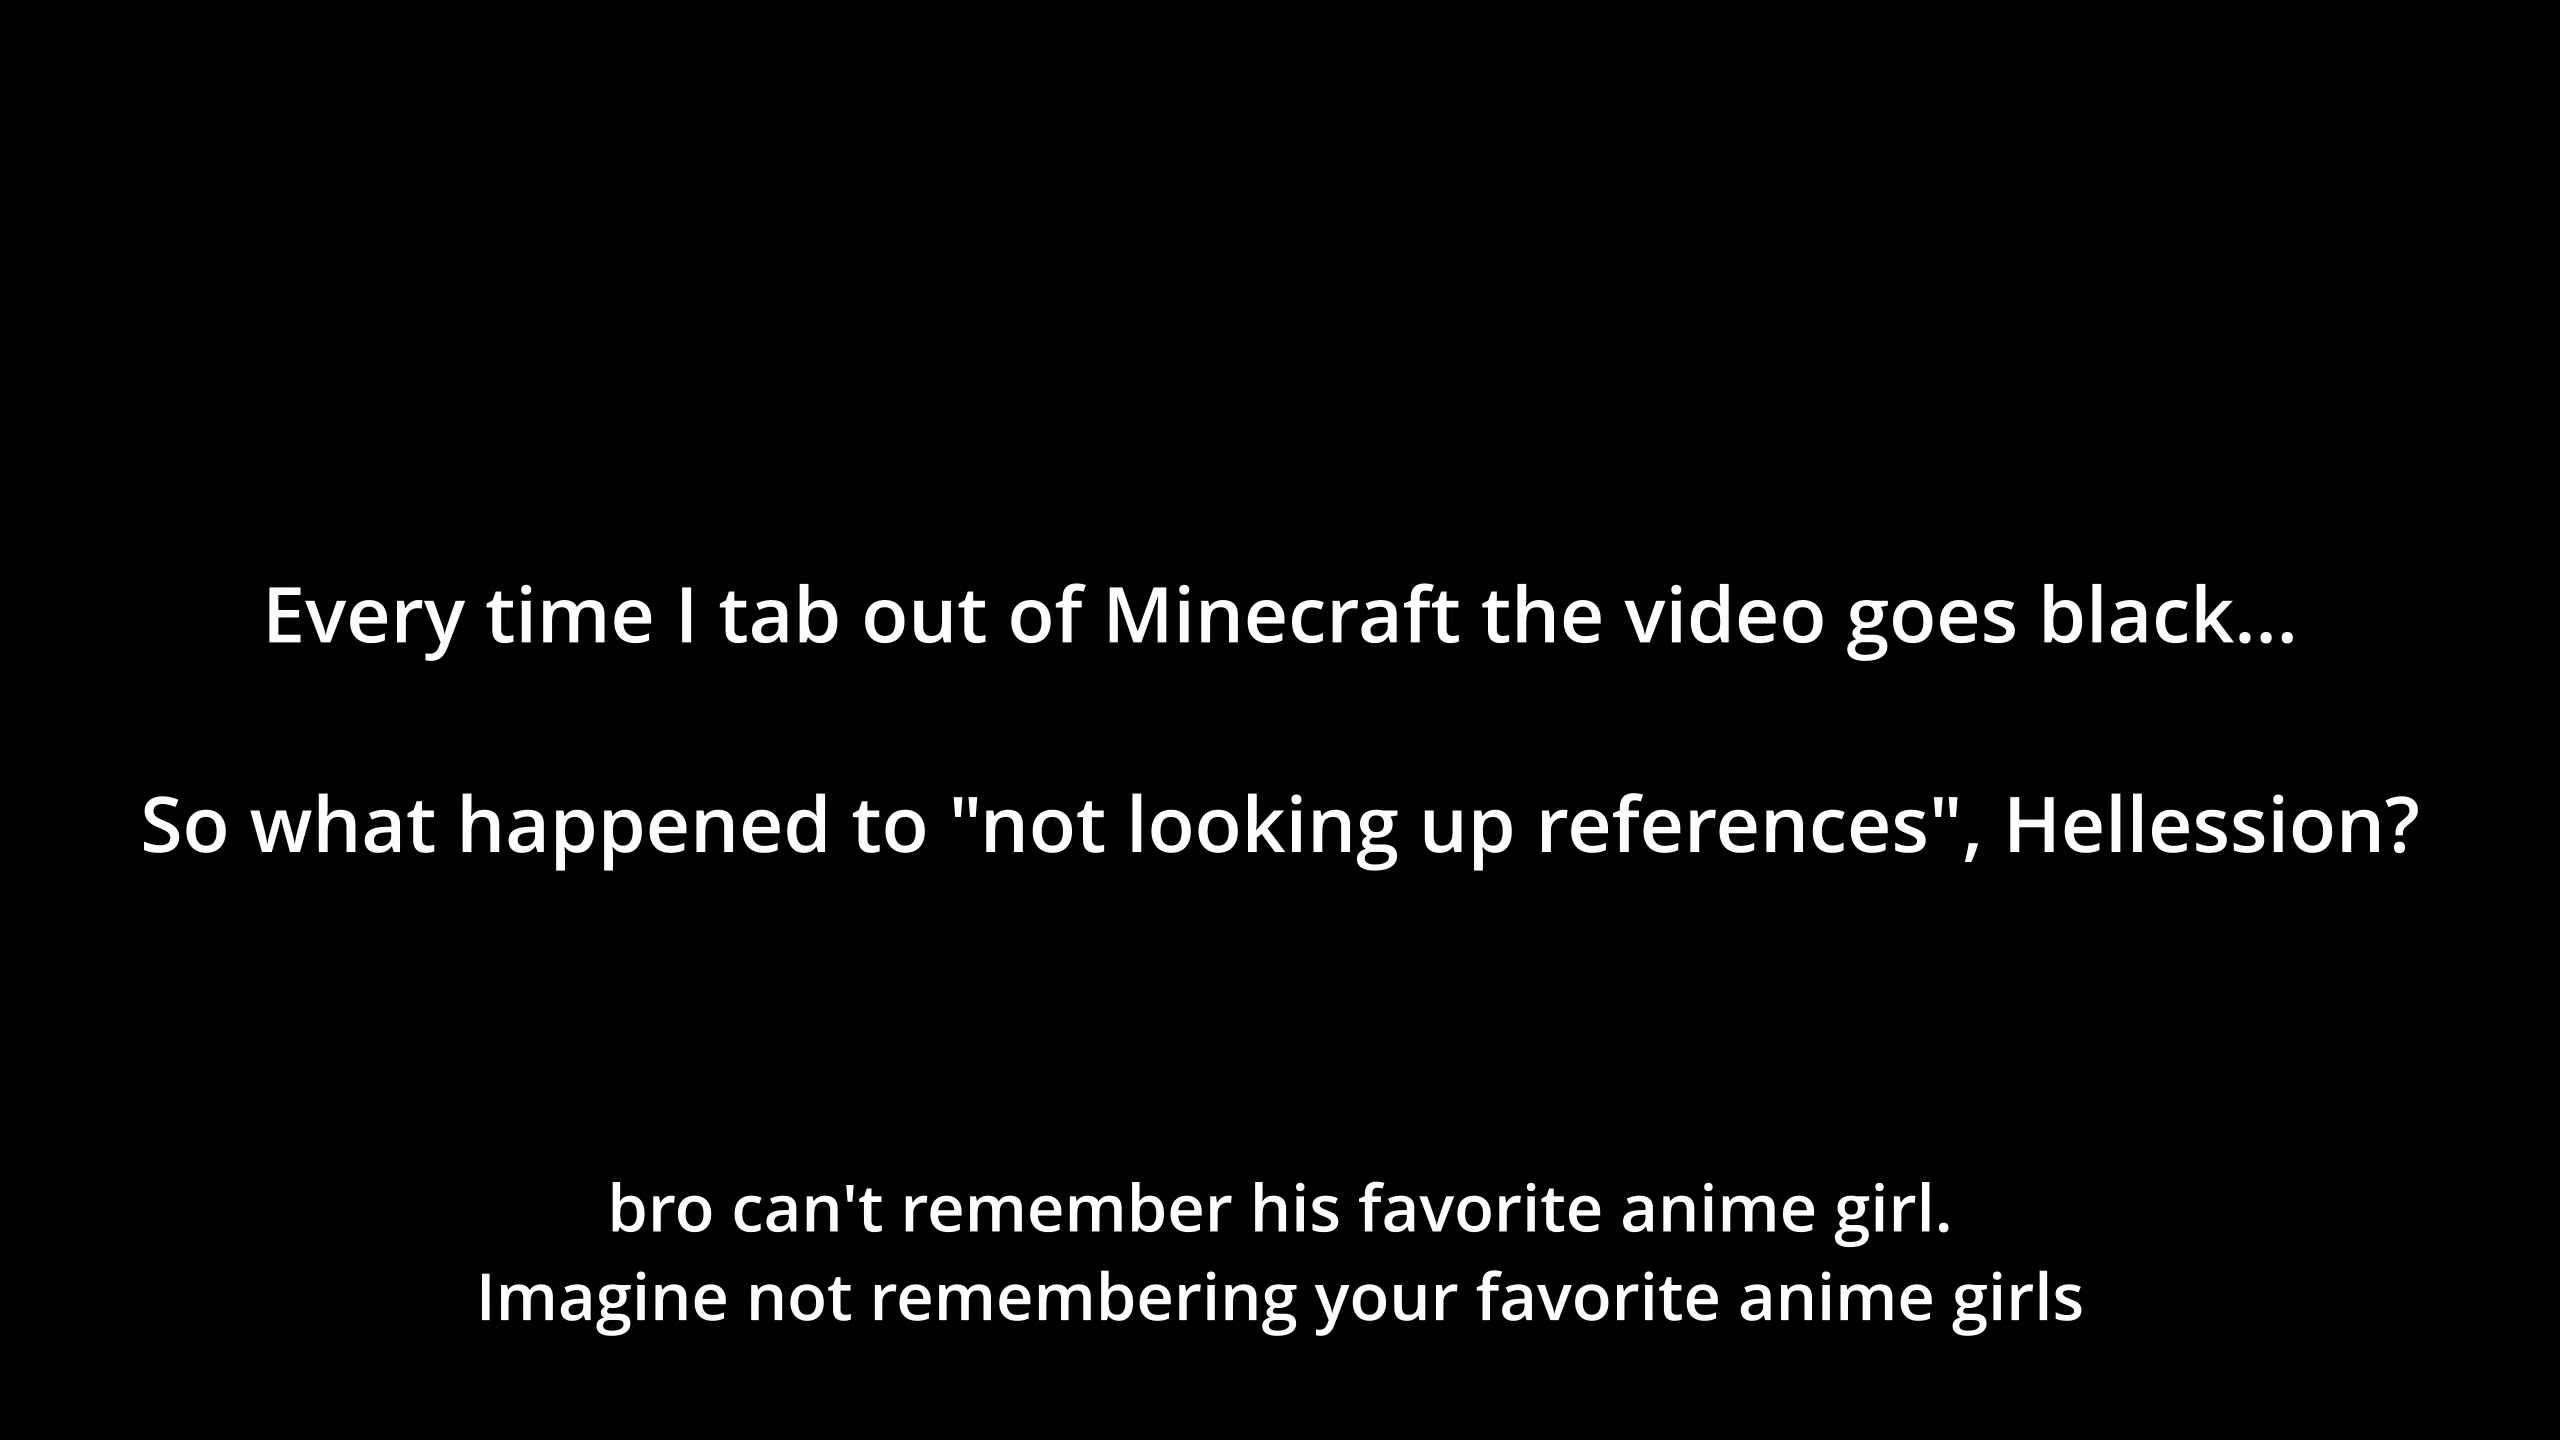 Every time I tab out of Minecraft the video goes black...
So what happened to "not looking up references", Hellession?
bro can't remember his favorite anime girl.
Imagine not remembering your favorite anime girls